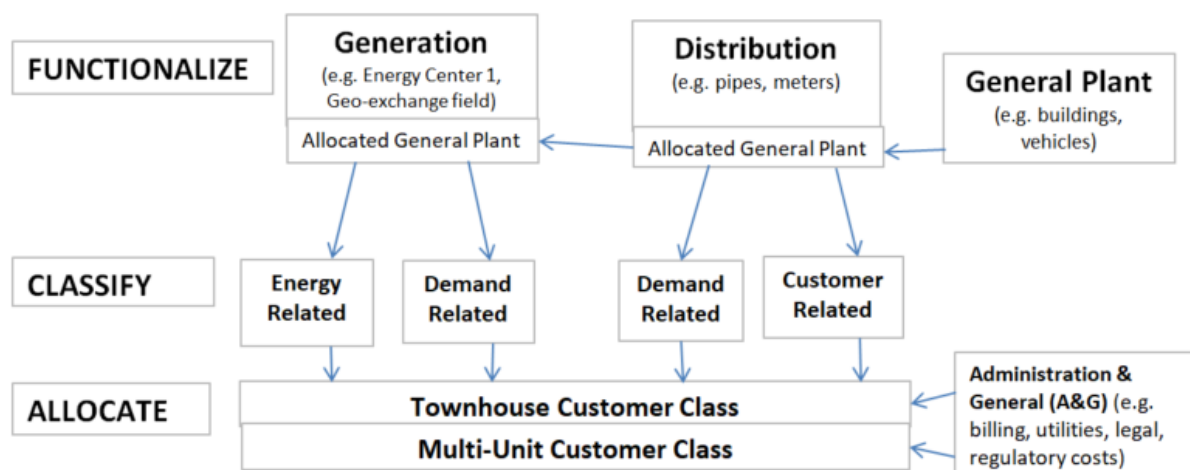 FUNCTIONALIZE
Generation
(e.g. Energy Center 1,
Geo-exchange field)
Allocated General Plant
Distribution
(e.g. pipes, meters)
Allocated General Plant
General Plant
(e.g. buildings,
vehicles)
CLASSIFY
Energy
Related
Demand
Related
Demand
Related
Customer
Related
ALLOCATE
Townhouse Customer Class
Multi-Unit Customer Class
Administration &
General (A&G) (e.g.
billing, utilities, legal,
regulatory costs)